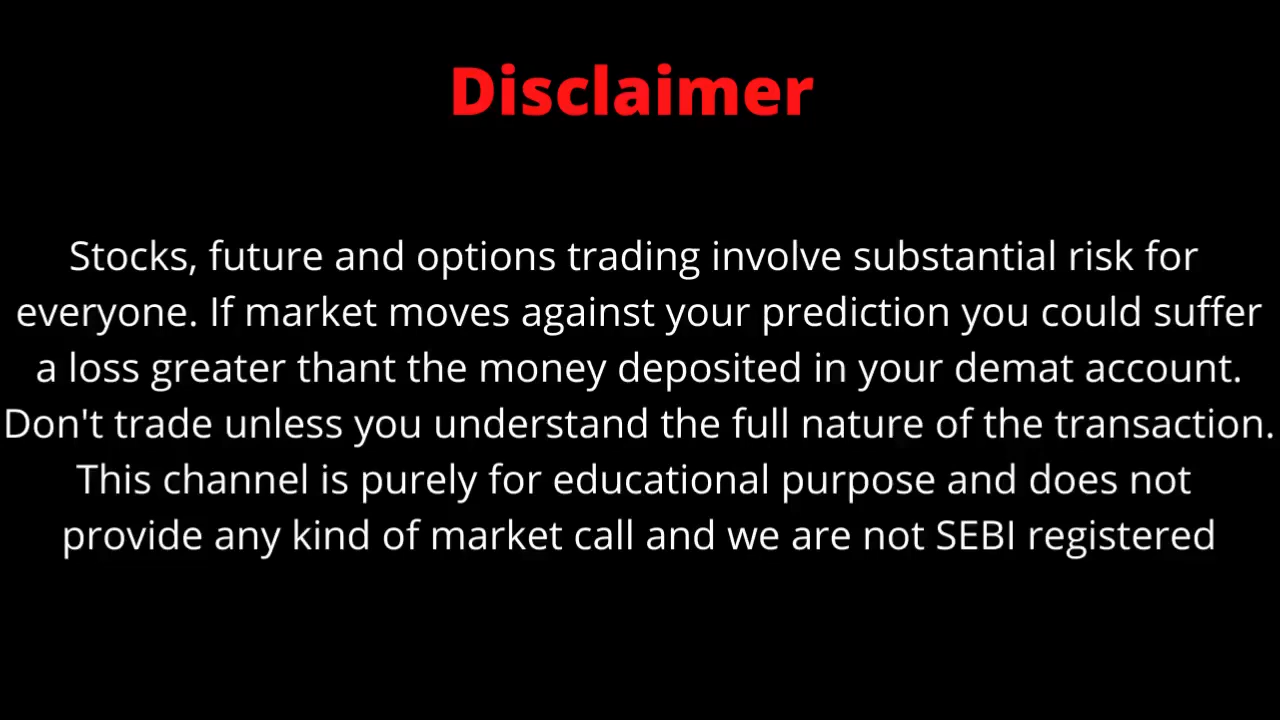 Disclaimer
Stocks, future and options trading involve substantial risk for
everyone. If market moves against your prediction you could suffer
a loss greater thant the money deposited in your demat account.
Don't trade unless you understand the full nature of the transaction.
This channel is purely for educational purpose and does not
provide any kind of market call and we are not SEBI registered